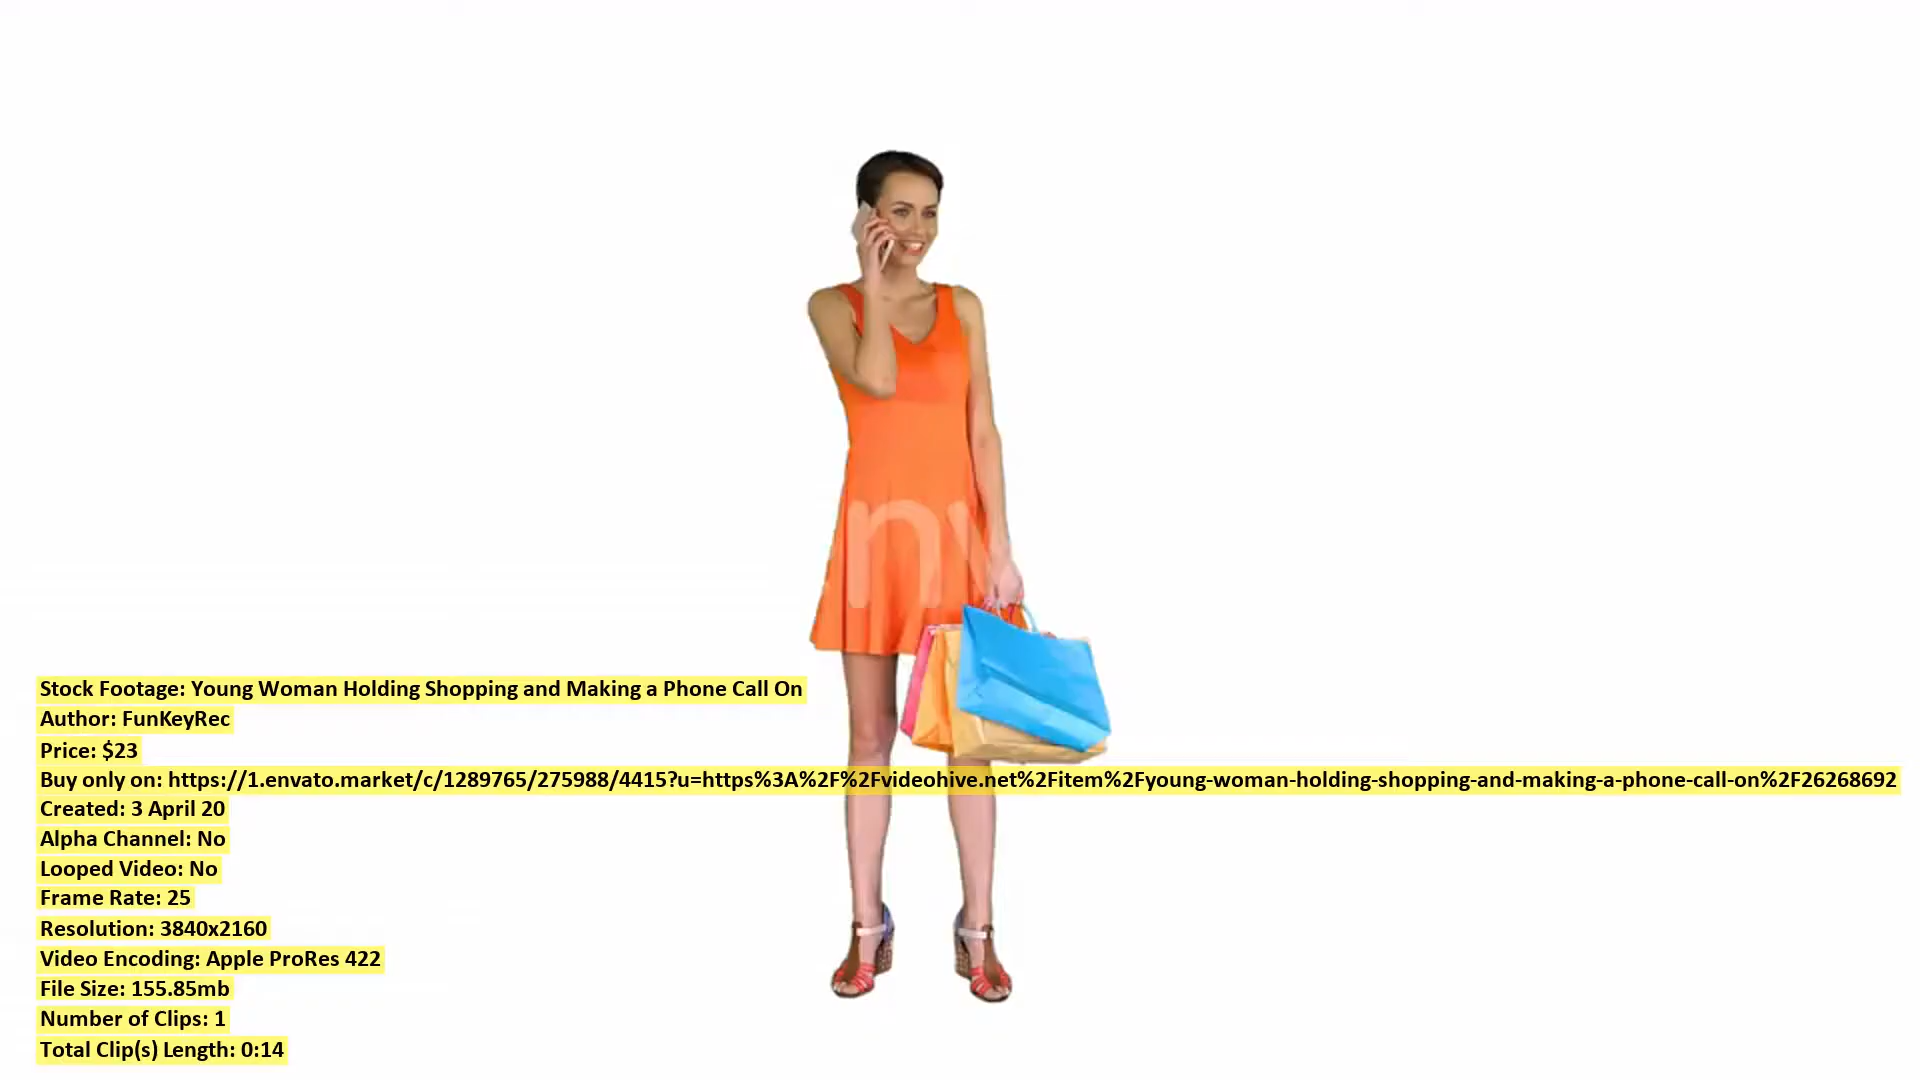 nv
Stock Footage: Young Woman Holding Shopping and Making a Phone Call On
Author: FunKeyRec
Price: $23
Buy only on: https://1.envato.market/c/1289765/275988/4415?u=https%3A%2F%2Fvideohive.net%2Fitem%2Fyoung-woman-holding-shopping-and-making-a-phone-call-on%2F26268692
Created: 3 April 20
Alpha Channel: No
Looped Video: No
Frame Rate: 25
Resolution: 3840x2160
Video Encoding: Apple ProRes 422
File Size: 155.85mb
Number of Clips: 1
Total Clip(s) Length: 0:14